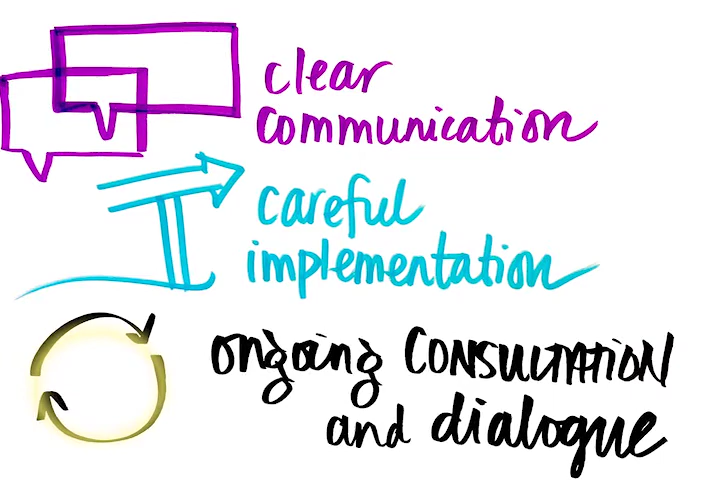 clear
communication
careful
implementation
ongoing CONSULTATION
and dialogue